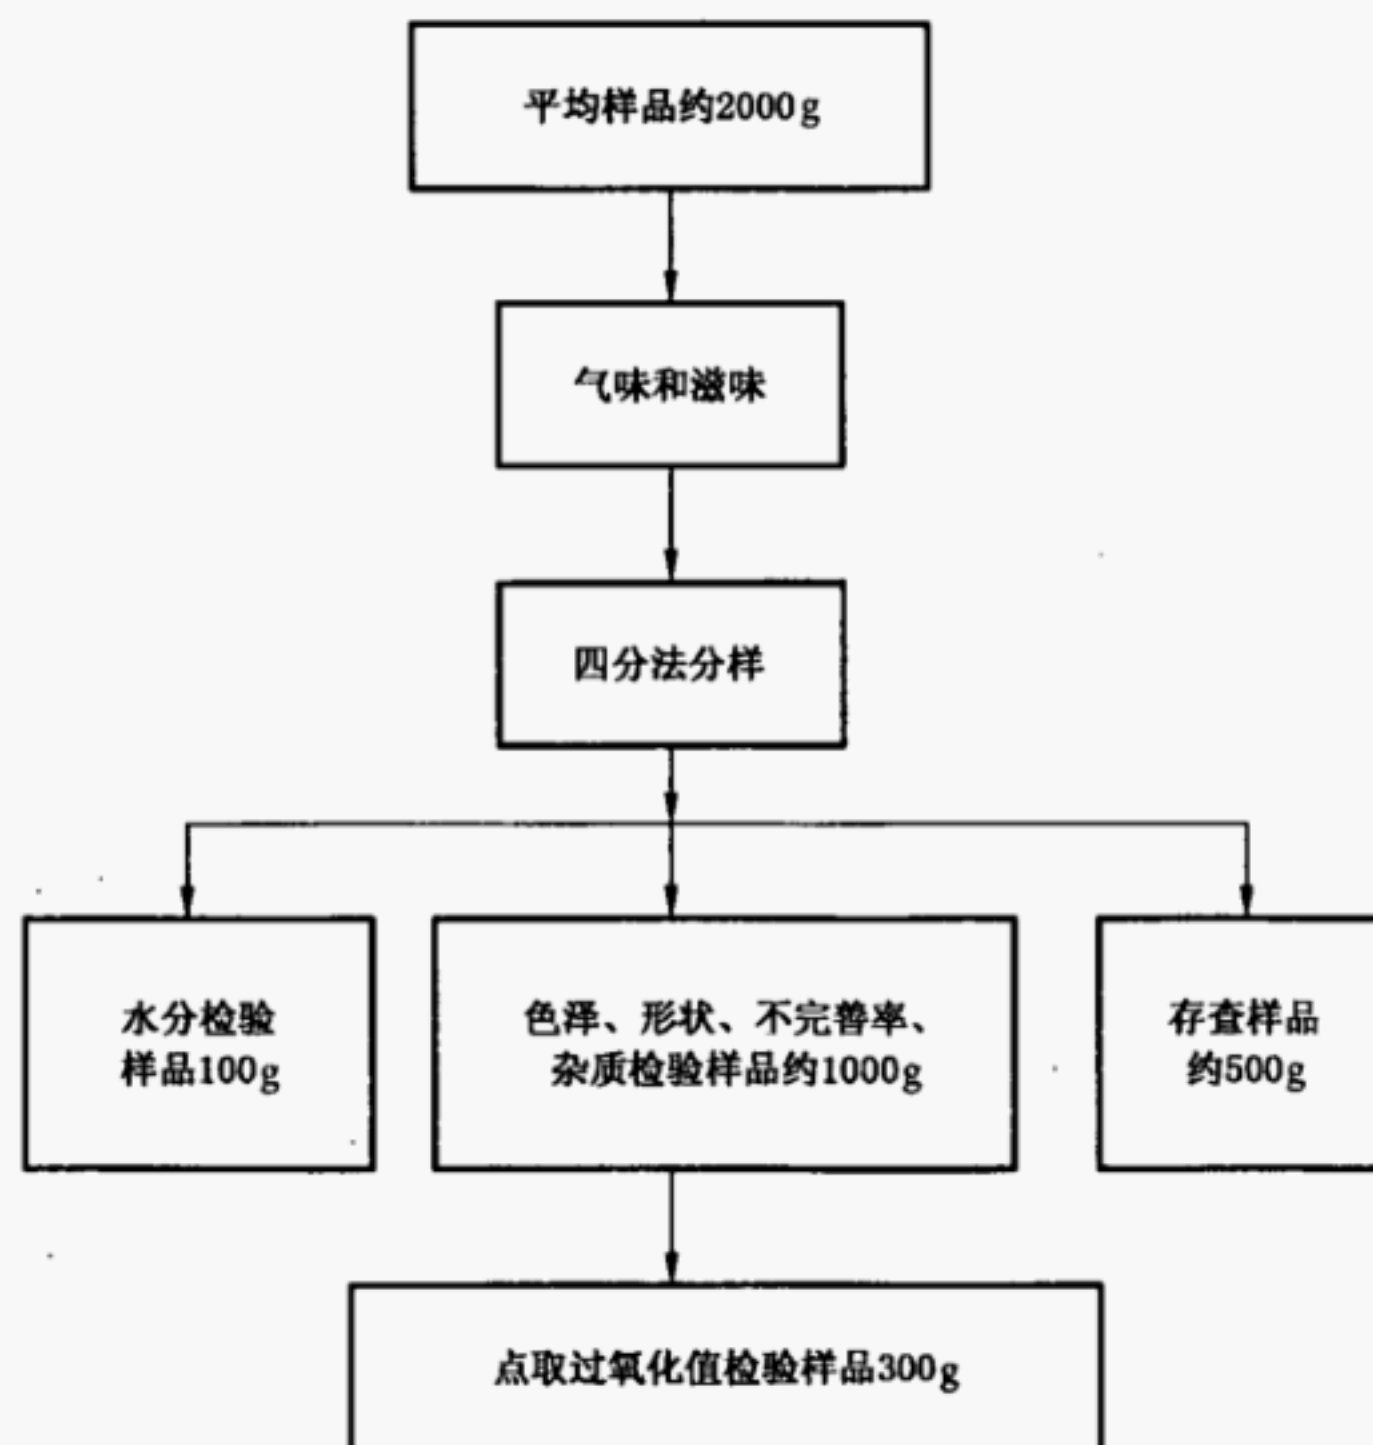 平均样品约2000g
气味和滋味
四分法分样
水分检验
样品100g
色泽、形状、不完善率、
杂质检验样品约1000g
存查样品
约500g
点取过氧化值检验样品300g